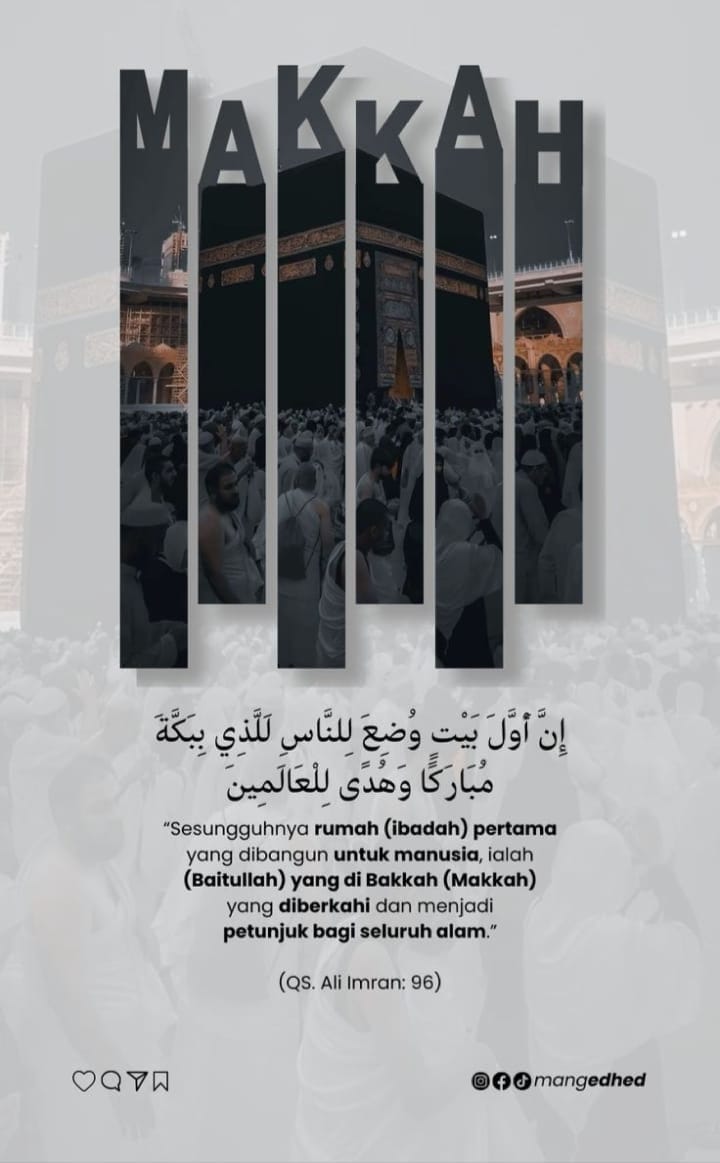 MAKKAH
إِنَّ أَوَّلَ بَيْتٍ وُضِعَ لِلنَّاسِ لَلَّذِي بِبَكَّةَ
مُبَارَكًا وَهُدًى لِلْعَالَمِينَ
“Sesungguhnya rumah (ibadah) pertama
yang dibangun untuk manusia, ialah
(Baitullah) yang di Bakkah (Makkah)
yang diberkahi dan menjadi
petunjuk bagi seluruh alam.”
(QS. Ali Imran: 96)
mangedhed